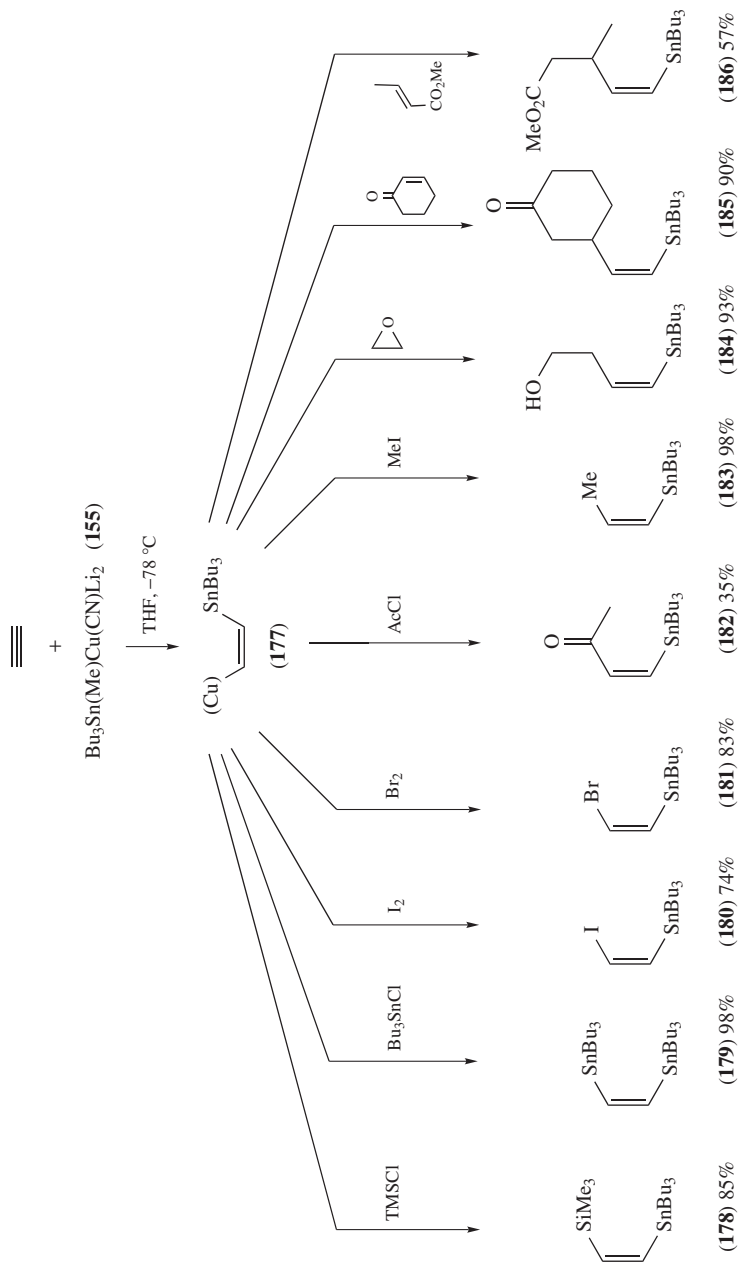 +
Bu3Sn(Me)Cu(CN)Li2 (155)
THF, −78 °C
(Cu) SnBu3
(177)
TMSCl
Bu3SnCl
I2
Br2
AcCl
MeI
O
O
CO2Me
SiMe3
SnBu3
(178) 85%
SnBu3
SnBu3
(179) 98%
I
SnBu3
(180) 74%
Br
SnBu3
(181) 83%
O
SnBu3
(182) 35%
Me
SnBu3
(183) 98%
HO
SnBu3
(184) 93%
O
SnBu3
(185) 90%
MeO2C
SnBu3
(186) 57%